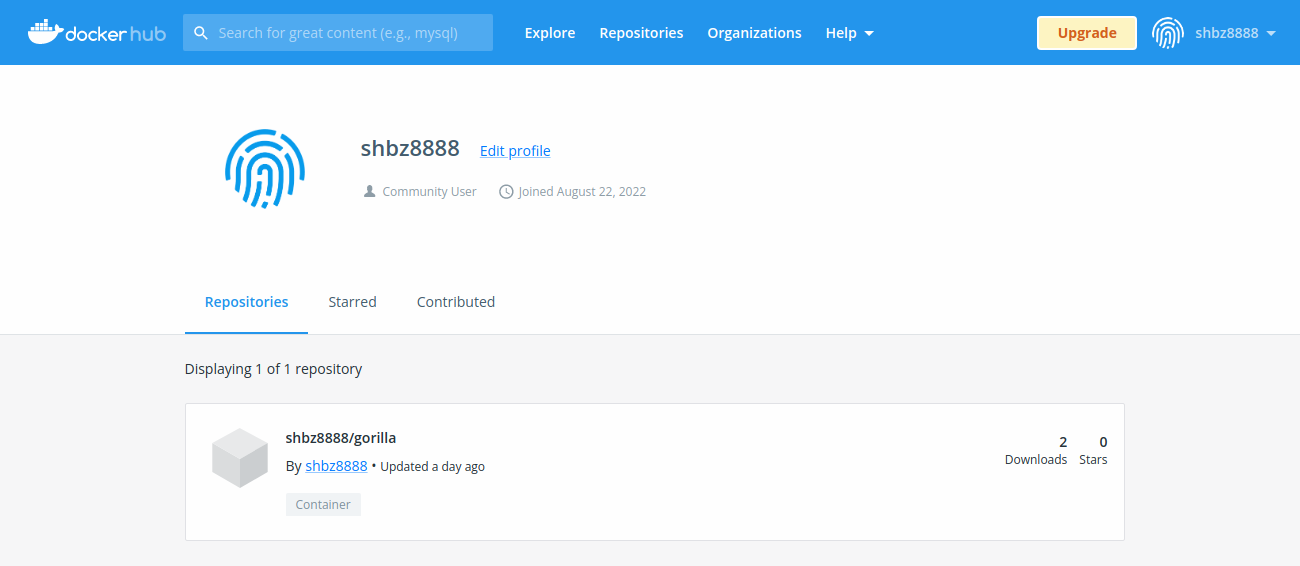 docker hub Search for great content (e.g., mysql) Explore Repositories Organizations Help Upgrade shbz8888
shbz8888 Edit profile
Community User Joined August 22, 2022
Repositories Starred Contributed
Displaying 1 of 1 repository
shbz8888/gorilla
2 0
By shbz8888 • Updated a day ago
Downloads Stars
Container